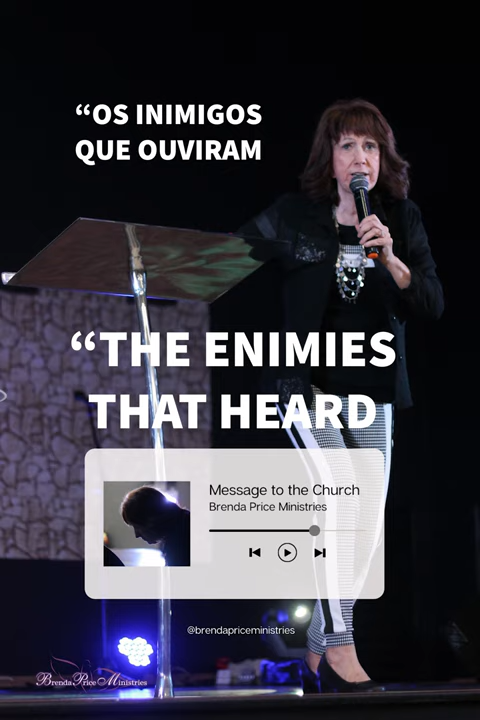 “OS INIMIGOS
QUE OUVIRAM
“THE ENIMIES
THAT HEARD
Message to the Church
Brenda Price Ministries
@brendapriceministries
Brenda Price Ministries